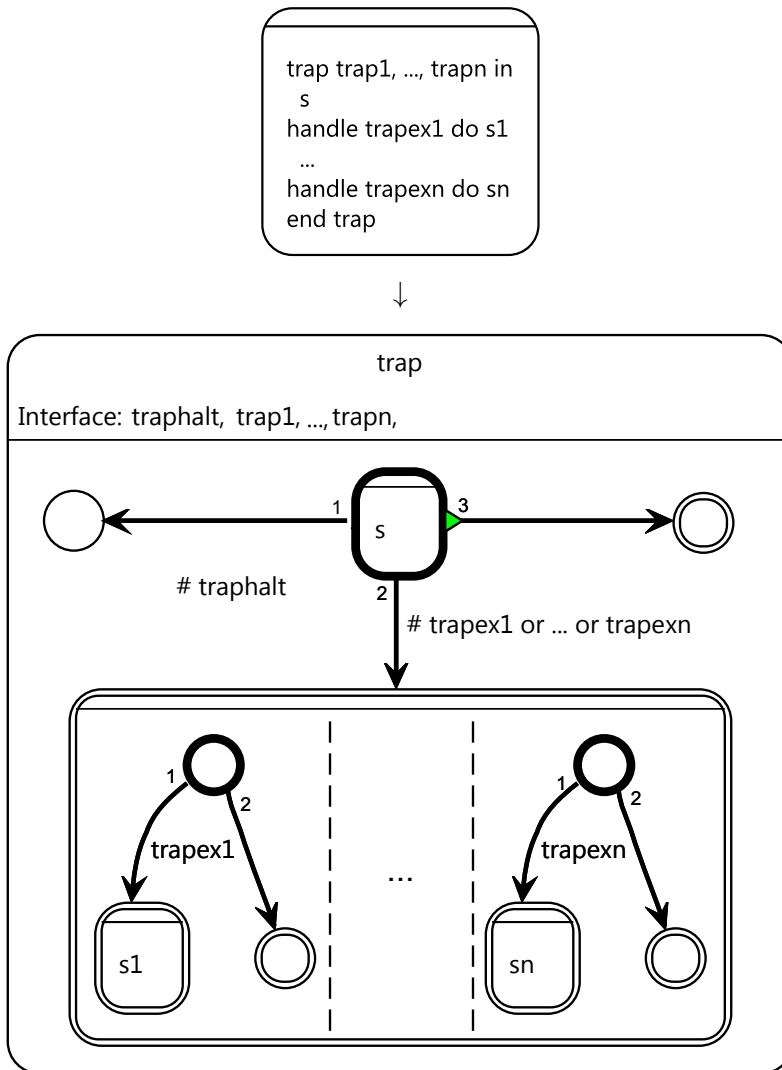 trap trap1, ..., trapn in
s
handle trapex1 do s1
...
handle trapexn do sn
end trap
↓
trap
Interface: traphalt, trap1, ..., trapn,
1
s
3
2
# traphalt
# trapex1 or ... or trapexn
1
2
trapex1
...
1
2
trapexn
s1
sn